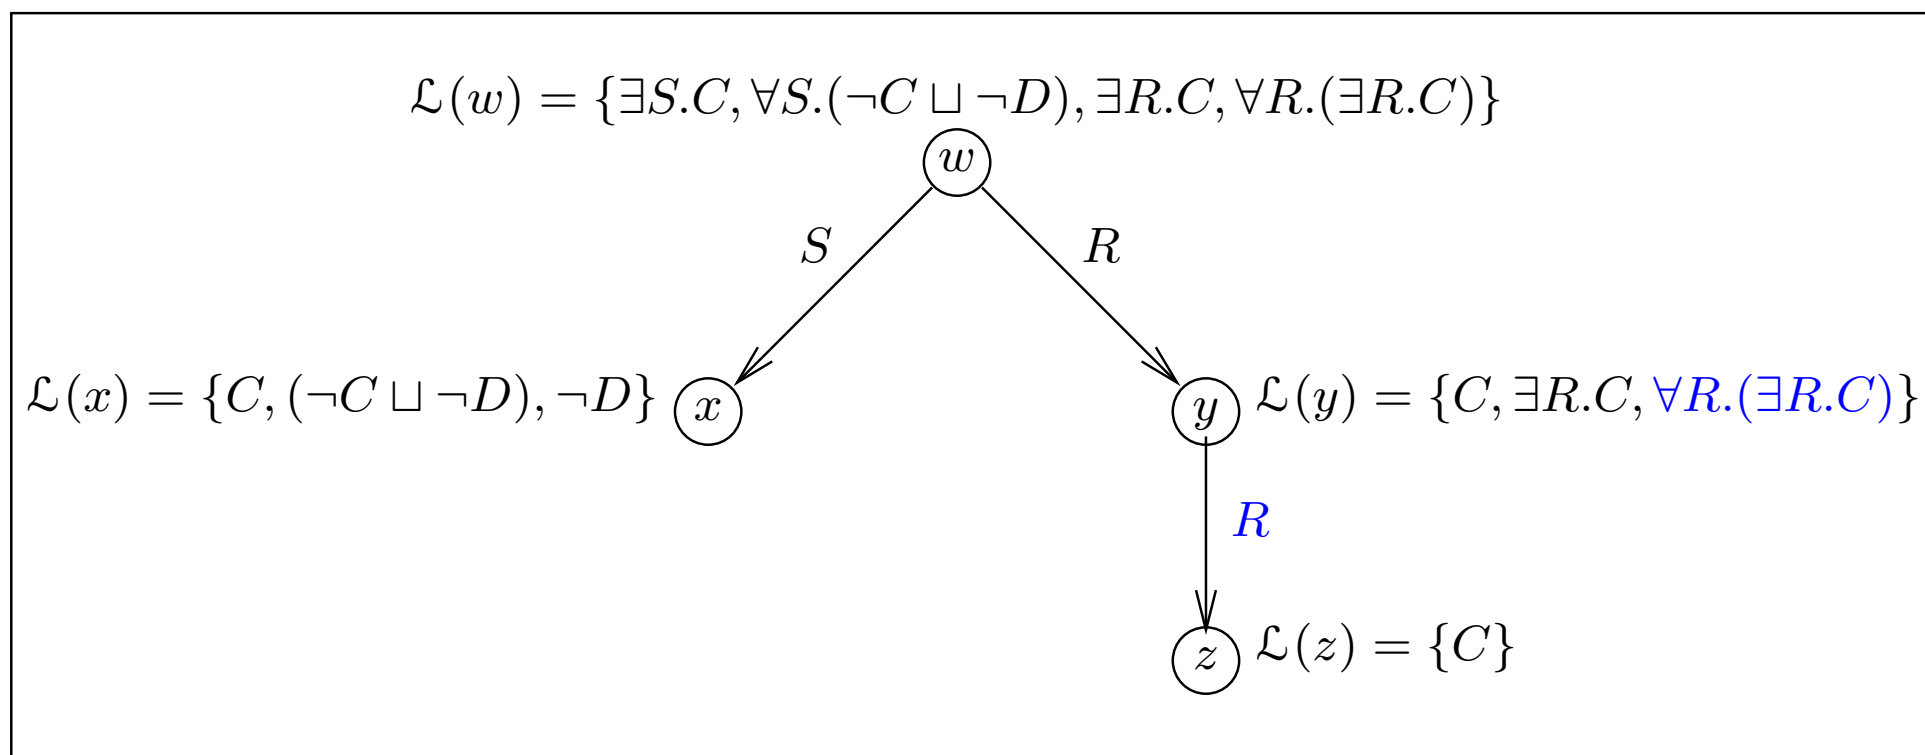 ℒ(w) = {∃S.C, ∀S.(¬C ⊔ ¬D), ∃R.C, ∀R.(∃R.C)}
w
S
R
ℒ(x) = {C, (¬C ⊔ ¬D), ¬D}
x
y
ℒ(y) = {C, ∃R.C, ∀R.(∃R.C)}
R
z
ℒ(z) = {C}